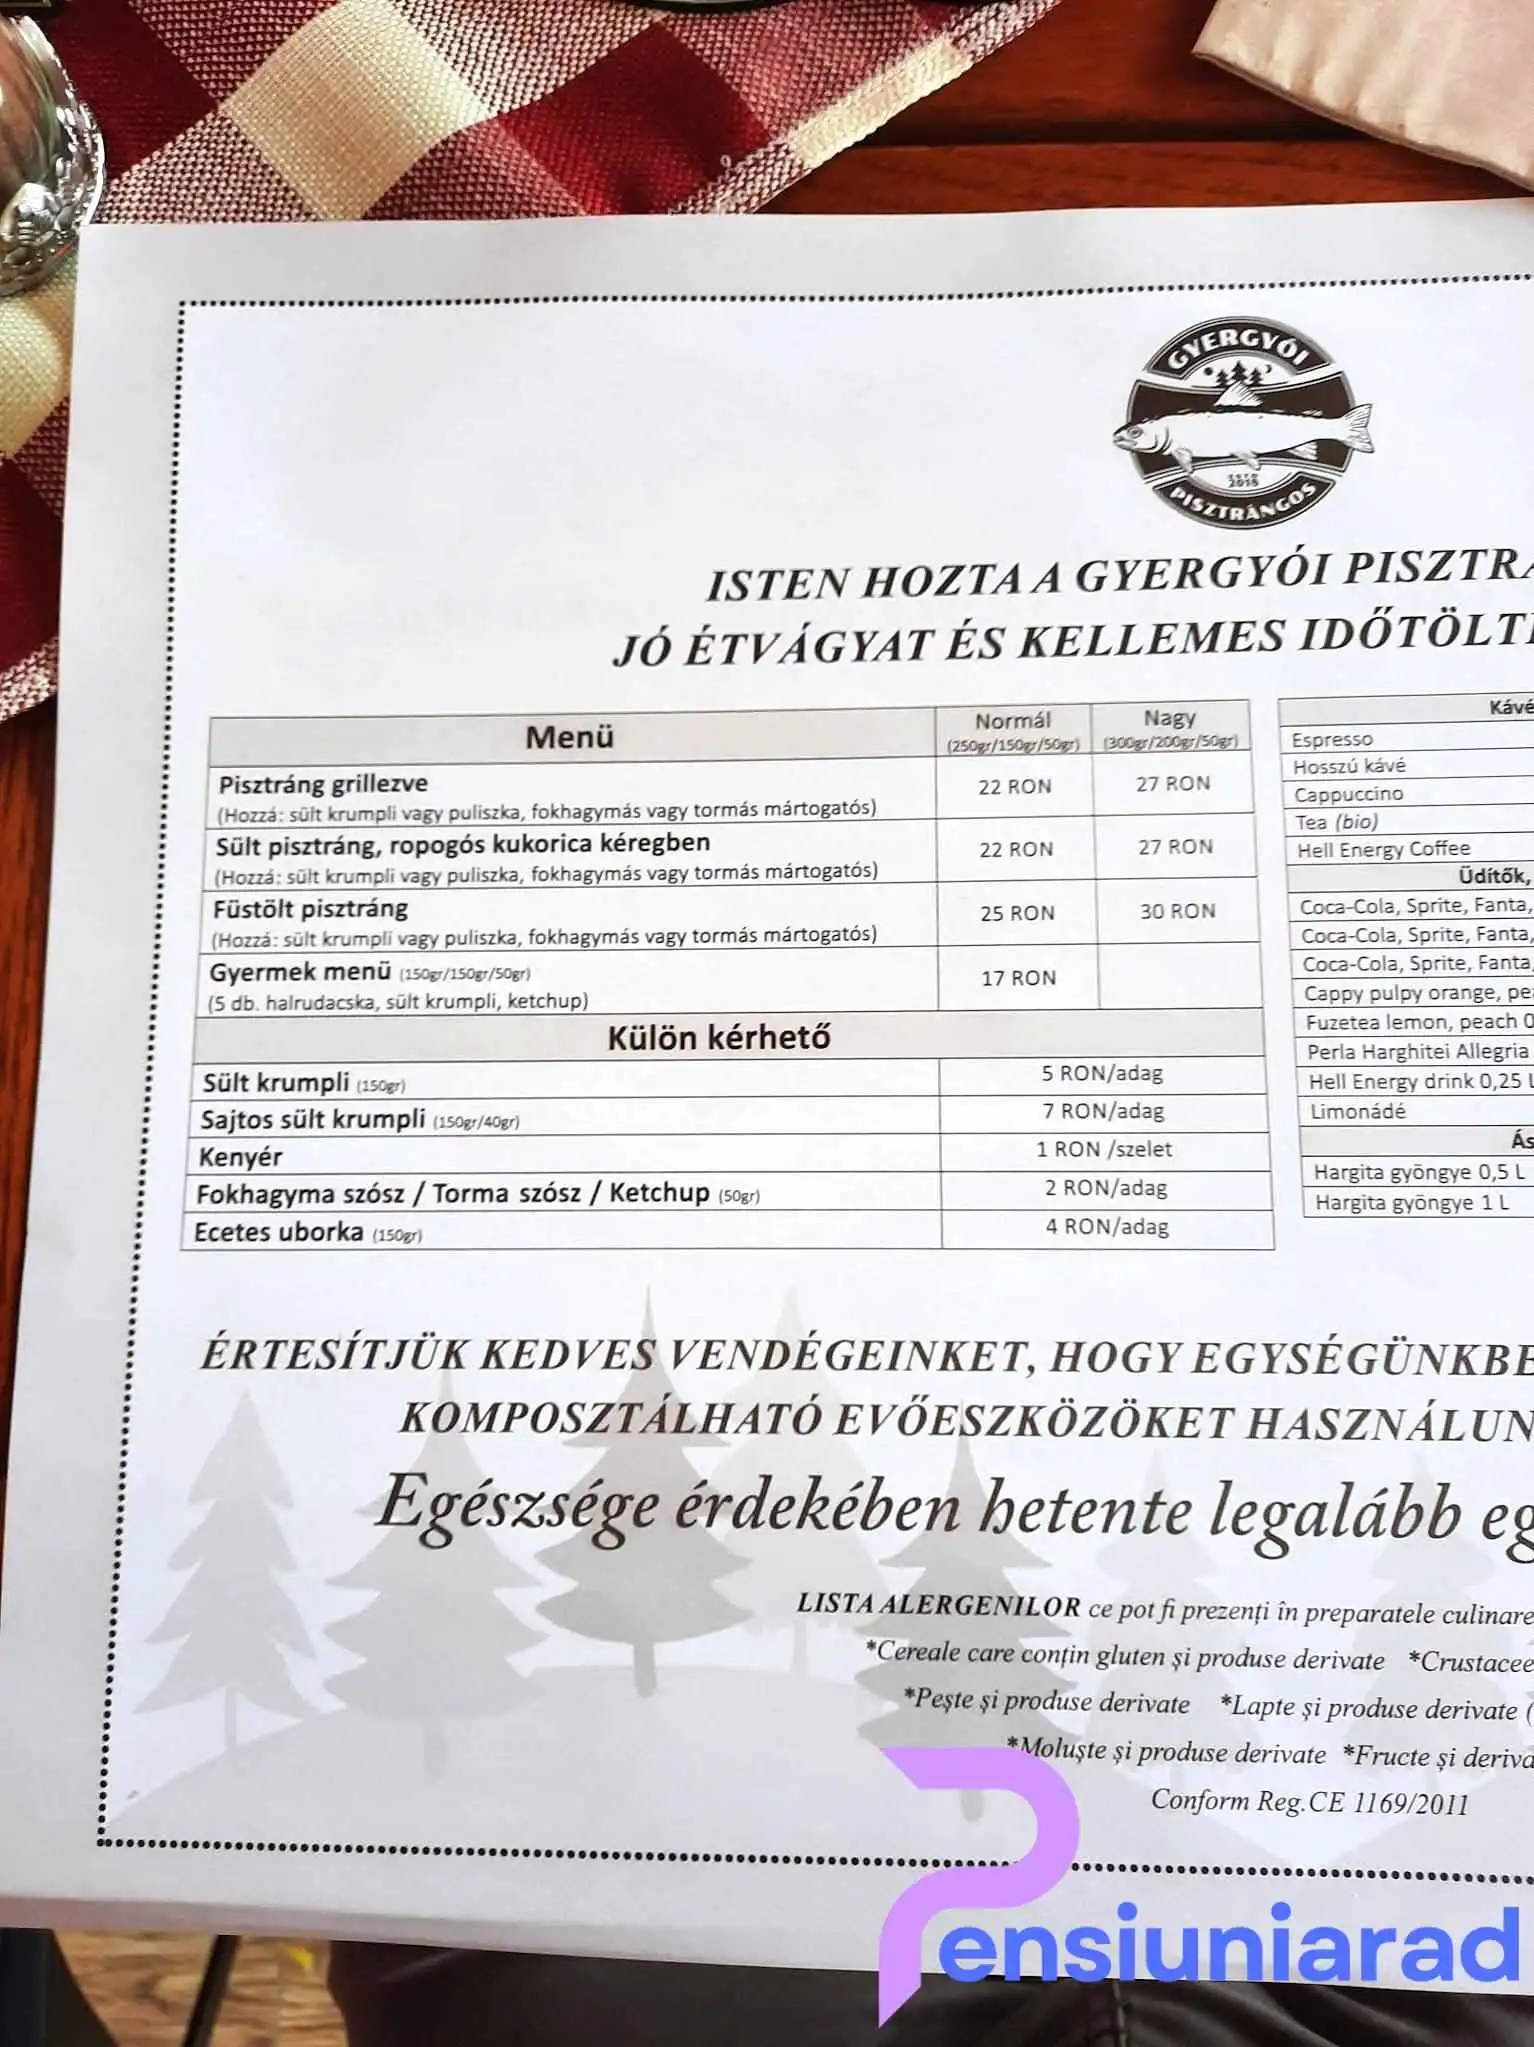 GYERGYÓI
ESTD
2018
PISZTRÁNGOS
ISTEN HOZTA A GYERGYÓI
JÓ ÉTVÁGYAT ÉS KELLEMES
Menü
Normál
Nagy
(250gr/150gr/50gr)
(300gr/200gr/50gr)
Pisztráng grillezve
22 RON
27 RON
(Hozzá: sült krumpli vagy puliszka, fokhagymás vagy tormás mártogatós)
Sült pisztráng, ropogós kukorica kéregben
22 RON
27 RON
(Hozzá: sült krumpli vagy puliszka, fokhagymás vagy tormás mártogatós)
Füstölt pisztráng
25 RON
30 RON
(Hozzá: sült krumpli vagy puliszka, fokhagymás vagy tormás mártogatós)
Gyermek menü (150gr/150gr/50gr)
17 RON
(5 db. halrudacska, sült krumpli, ketchup)
Külön kérhető
Sült krumpli (150gr)
5 RON/adag
Sajtos sült krumpli (150gr/40gr)
7 RON/adag
Kenyér
1 RON /szelet
Fokhagyma szósz / Torma szósz / Ketchup (50gr)
2 RON/adag
Ecetes uborka (150gr)
4 RON/adag
Kávé
Espresso
Hosszú kávé
Cappuccino
Tea (bio)
Hell Energy Coffee
Üdítők,
Coca-Cola, Sprite, Fanta,
Coca-Cola, Sprite, Fanta,
Coca-Cola, Sprite, Fanta,
Cappy pulpy orange,
Fuzetea lemon, peach
Perla Harghitei Allegria
Hell Energy drink 0,25 L
Limonádé
Hargita gyöngye 0,5 L
Hargita gyöngye 1 L
ÉRTESÍTJÜK KEDVES VENDÉGEINKET, HOGY
KOMPOSZTÁLHATÓ EVŐESZKÖZÖKET
Egészsége érdekében hetente legalább
LISTA ALERGENILOR ce pot fi prezenți în preparatele culinare
*Cereale care conțin gluten și produse derivate *Crustacee
*Pește și produse derivate *Lapte și produse derivate (
*Moluște și produse derivate *Fructe și
Conform Reg.CE 1169/2011
Pensiuniarad